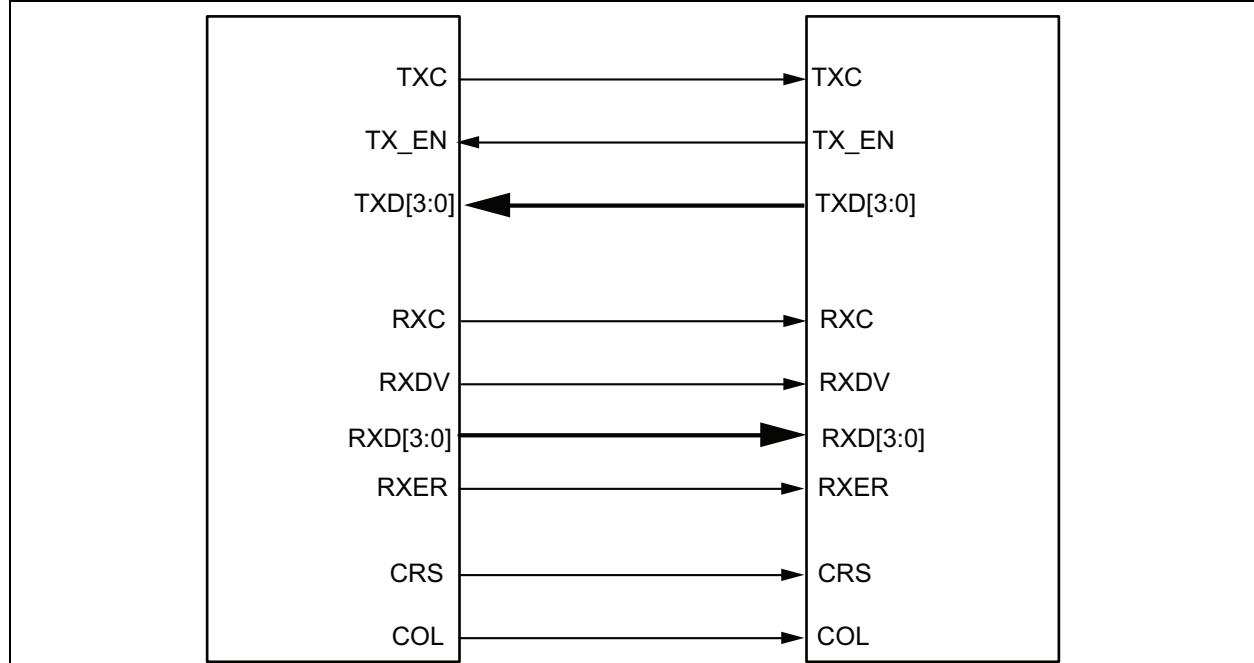 TXC TXC
TX_EN TX_EN
TXD[3:0] TXD[3:0]
RXC RXC
RXDV RXDV
RXD[3:0] RXD[3:0]
RXER RXER
CRS CRS
COL COL